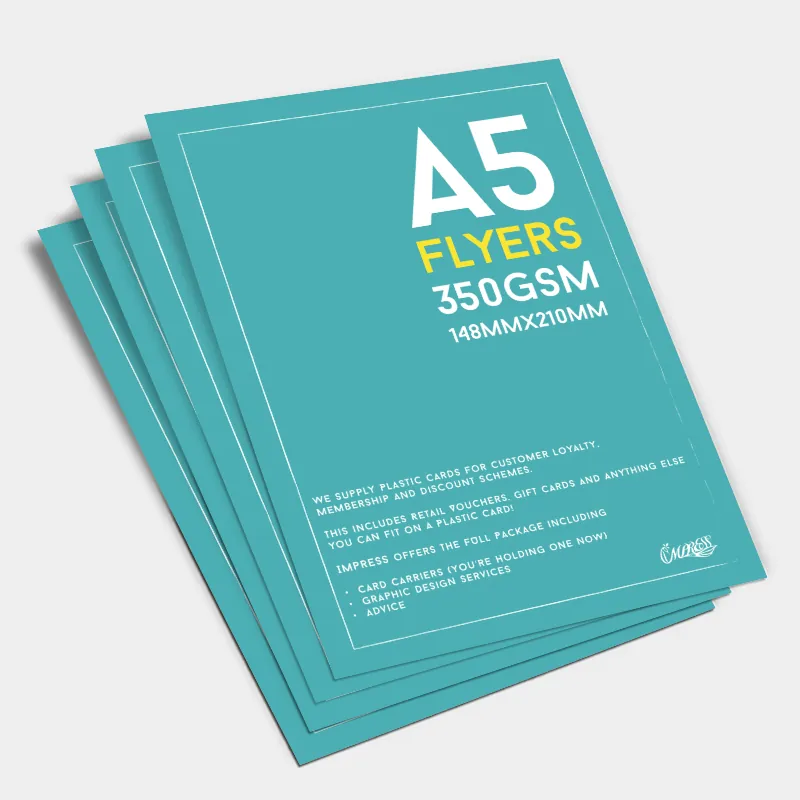 A5
FLYERS
350GSM
148MMX210MM
WE SUPPLY PLASTIC CARDS FOR CUSTOMER LOYALTY,
MEMBERSHIP AND DISCOUNT SCHEMES.
THIS INCLUDES RETAIL VOUCHERS, GIFT CARDS AND ANYTHING ELSE
YOU CAN FIT ON A PLASTIC CARD!
IMPRESS OFFERS THE FULL PACKAGE INCLUDING
• CARD CARRIERS (YOU'RE HOLDING ONE NOW)
• GRAPHIC DESIGN SERVICES
• ADVICE
IMPRESS